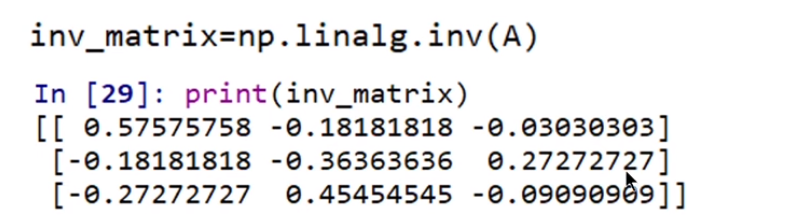 inv_matrix=np.linalg.inv(A)
In [29]: print(inv_matrix)
[[ 0.57575758 -0.18181818 -0.03030303]
 [-0.18181818 -0.36363636  0.27272727]
 [-0.27272727  0.45454545 -0.09090909]]